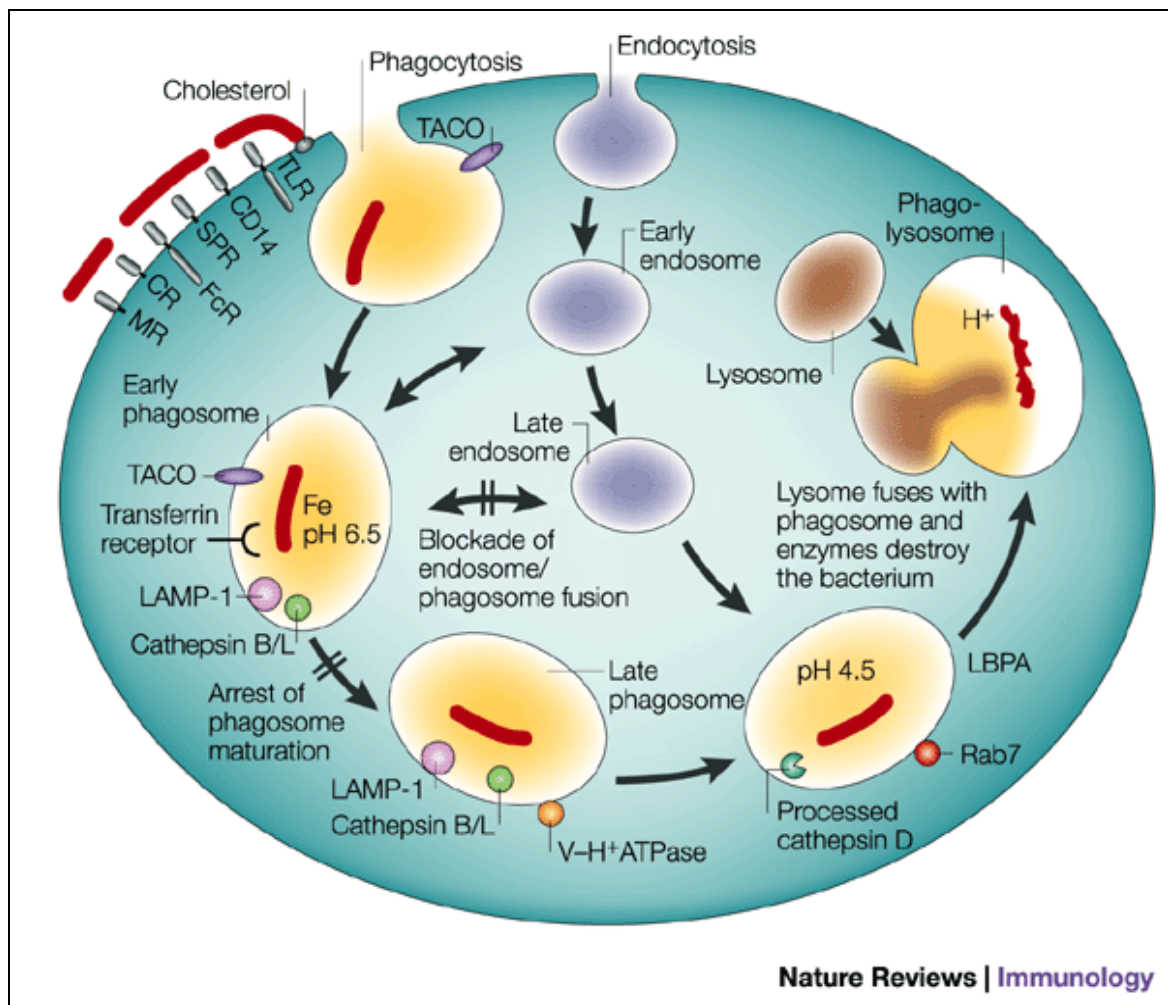 Endocytosis
Phagocytosis
Cholesterol
TACO
TLR
CD14
SPR
FcR
CR
MR
Early
endosome
Phago-
lysosome
H+
Lysosome
Early
phagosome
Late
endosome
TACO
Transferrin
receptor
Fe
pH 6.5
LAMP-1
Cathepsin B/L
Blockade of
endosome/
phagosome fusion
Lysome fuses with
phagosome and
enzymes destroy
the bacterium
Arrest of
phagosome
maturation
Late
phagosome
LAMP-1
Cathepsin B/L
V–H+ATPase
pH 4.5
LBPA
Rab7
Processed
cathepsin D
Nature Reviews | Immunology